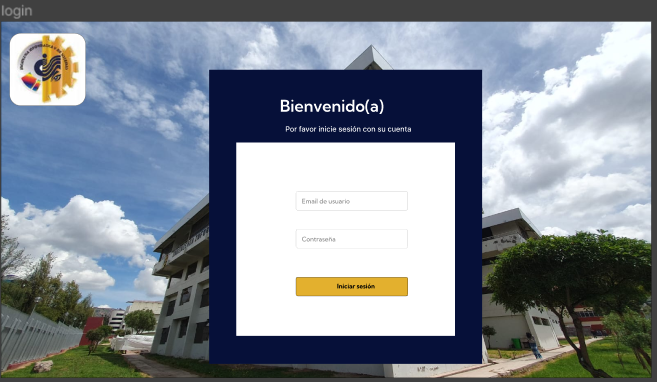 login
Bienvenido(a)
Por favor inicie sesión con su cuenta
Email de usuario
Contraseña
Iniciar sesión